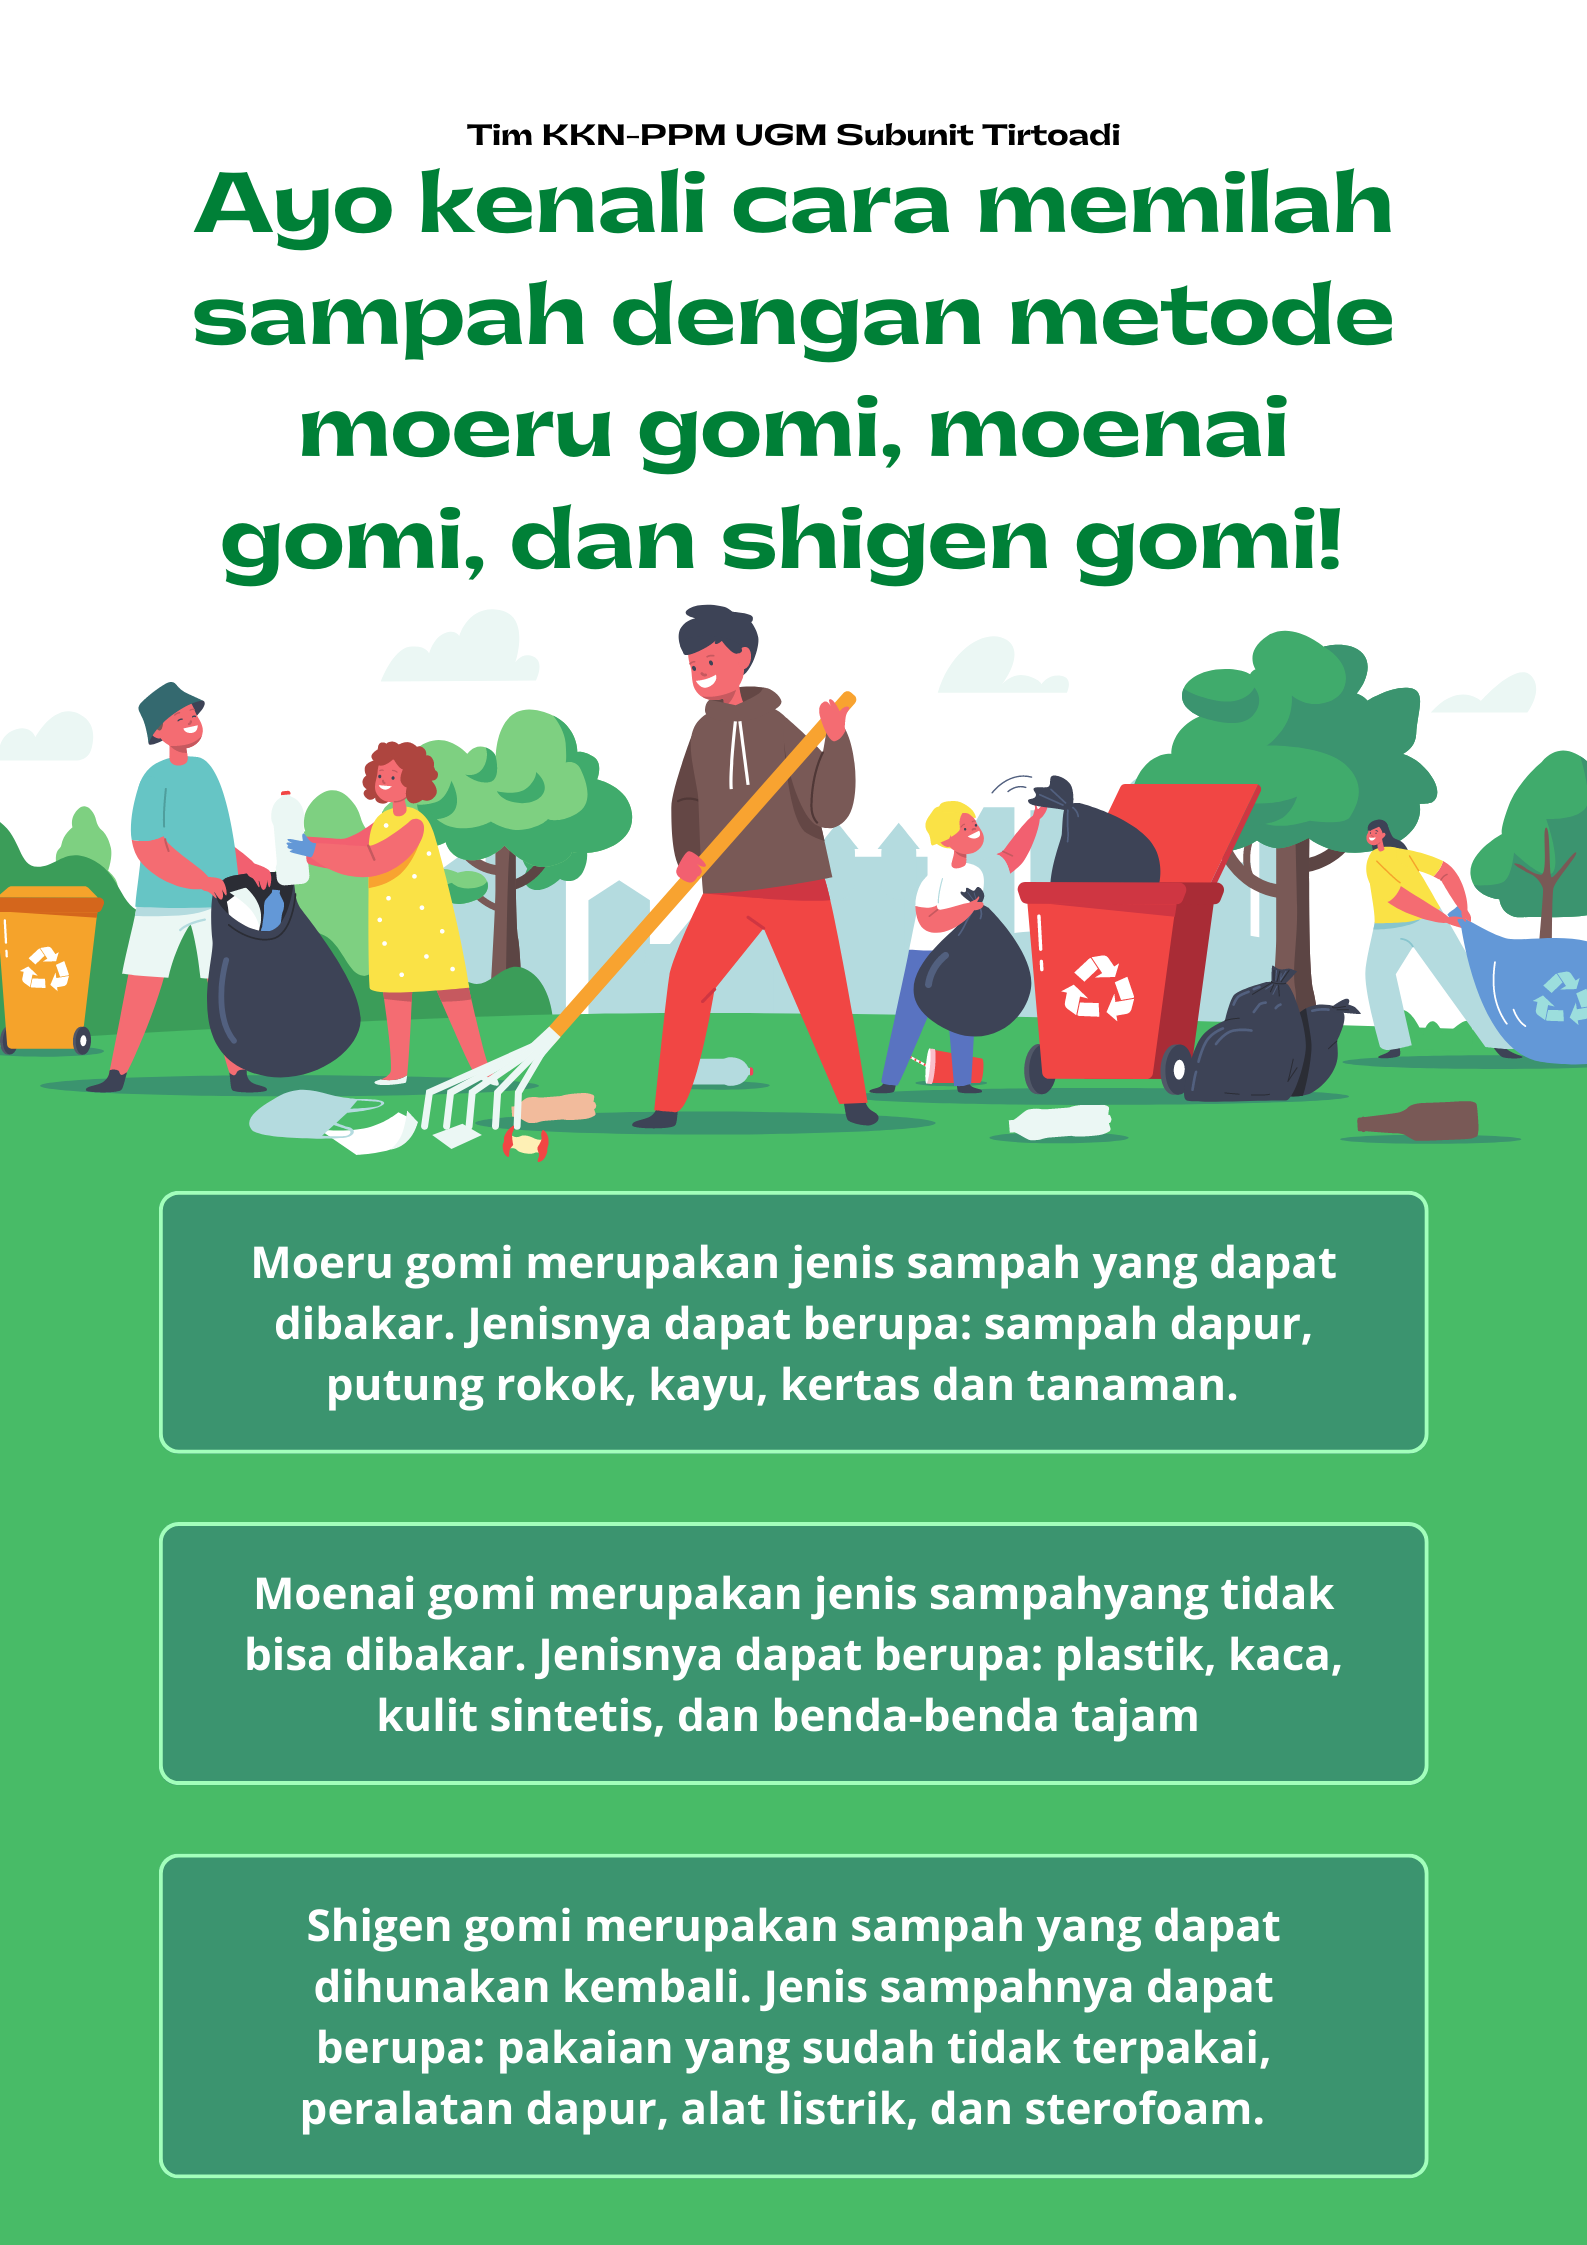 Tim KKN-PPM UGM Subunit Tirtoadi
Ayo kenali cara memilah
sampah dengan metode
moeru gomi, moenai
gomi, dan shigen gomi!
Moeru gomi merupakan jenis sampah yang dapat
dibakar. Jenisnya dapat berupa: sampah dapur,
putung rokok, kayu, kertas dan tanaman.
Moenai gomi merupakan jenis sampahyang tidak
bisa dibakar. Jenisnya dapat berupa: plastik, kaca,
kulit sintetis, dan benda-benda tajam
Shigen gomi merupakan sampah yang dapat
dihunakan kembali. Jenis sampahnya dapat
berupa: pakaian yang sudah tidak terpakai,
peralatan dapur, alat listrik, dan sterofoam.